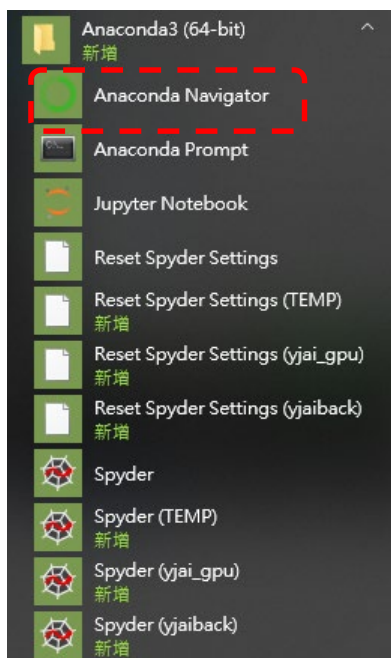 Anaconda3 (64-bit)
新增
Anaconda Navigator
Anaconda Prompt
Jupyter Notebook
Reset Spyder Settings
Reset Spyder Settings (TEMP)
新增
Reset Spyder Settings (yjai_gpu)
新增
Reset Spyder Settings (yjaiback)
新增
Spyder
Spyder (TEMP)
新增
Spyder (yjai_gpu)
新增
Spyder (yjaiback)
新增